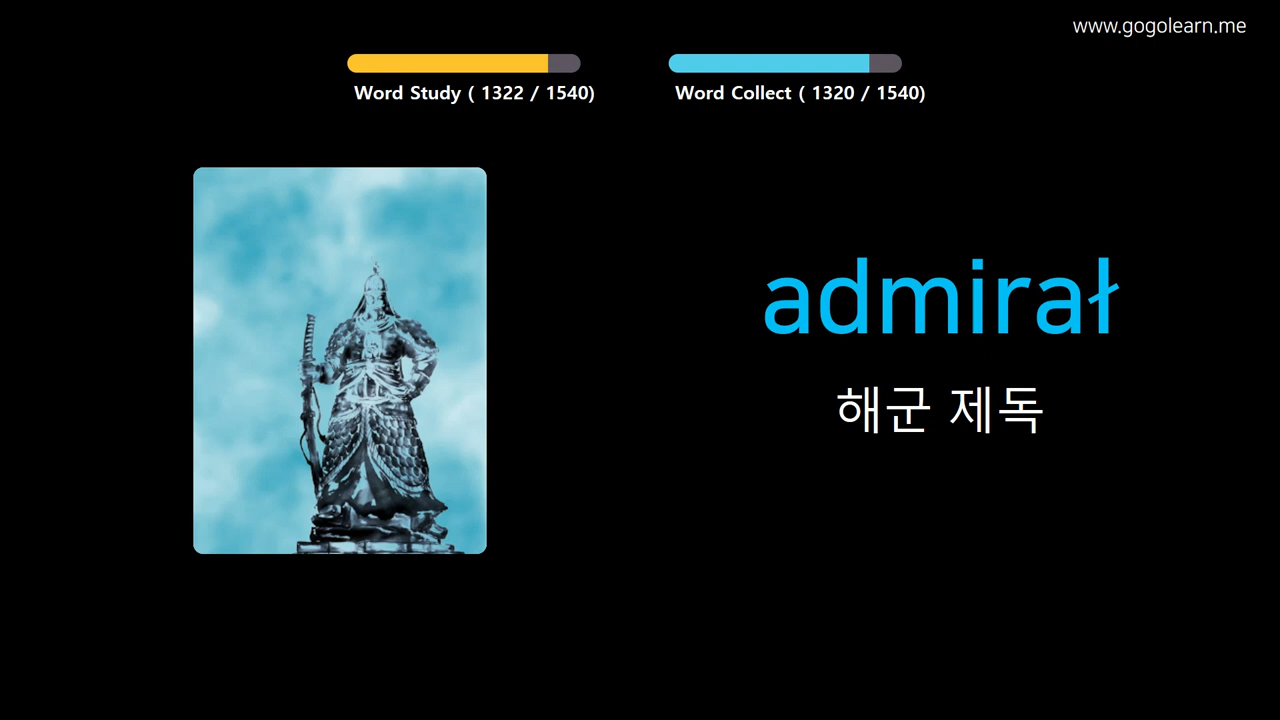 www.gogolearn.me
Word Study ( 1322 / 1540)
Word Collect ( 1320 / 1540)
admirał
해군 제독